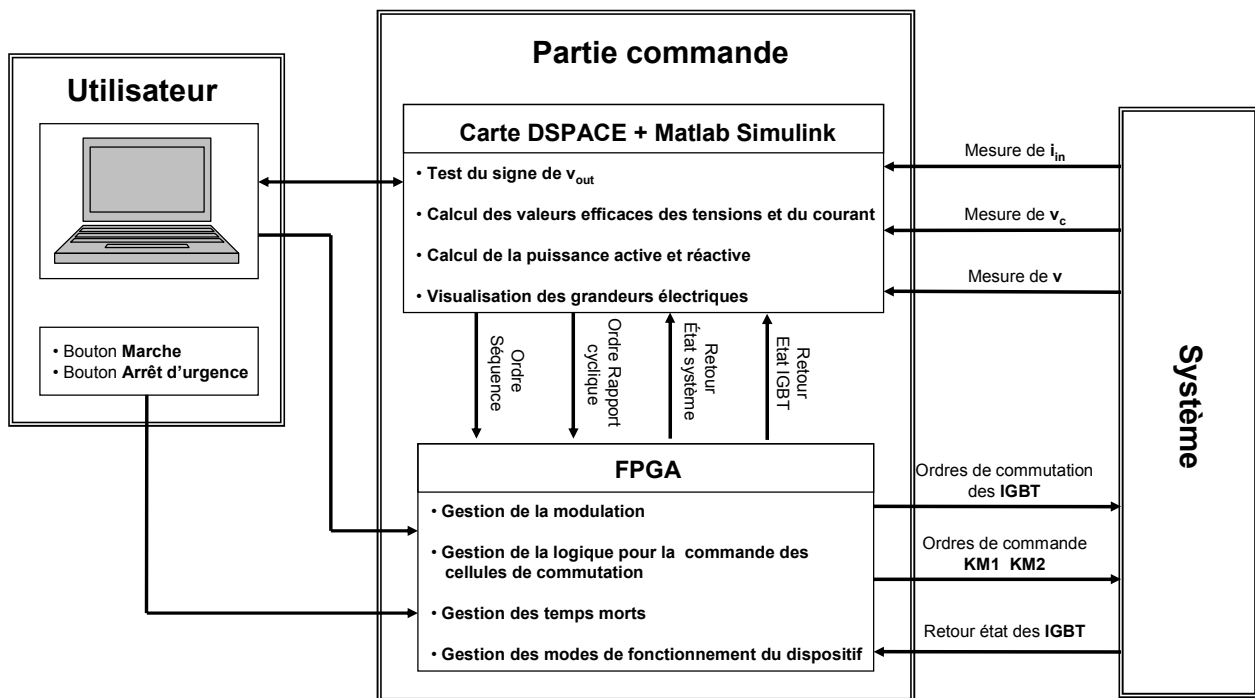 Partie commande
Utilisateur
Carte DSPACE + Matlab Simulink
• Test du signe de vout
• Calcul des valeurs efficaces des tensions et du courant
• Calcul de la puissance active et réactive
• Visualisation des grandeurs électriques
Mesure de iin
Mesure de vc
Mesure de v
• Bouton Marche
• Bouton Arrêt d'urgence
Ordre
Séquence
Ordre Rapport
cyclique
Retour
État système
Retour
Etat IGBT
Système
FPGA
• Gestion de la modulation
• Gestion de la logique pour la commande des
cellules de commutation
• Gestion des temps morts
• Gestion des modes de fonctionnement du dispositif
Ordres de commutation
des IGBT
Ordres de commande
KM1 KM2
Retour état des IGBT